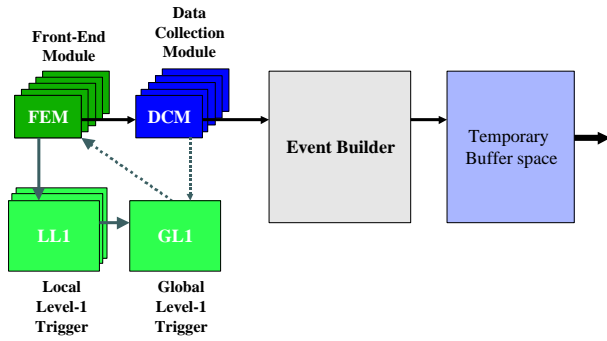 Front-End
Module
Data
Collection
Module
FEM
DCM
Event Builder
Temporary
Buffer space
LL1
GL1
Local
Level-1
Trigger
Global
Level-1
Trigger